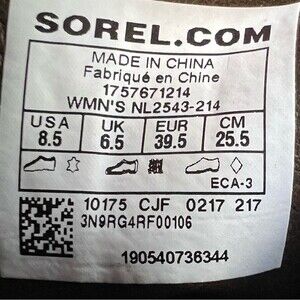 SOREL.COM
MADE IN CHINA
Fabriqué en Chine
1757671214
WMN'S NL2543-214
USA UK EUR CM
8.5 6.5 39.5 25.5
ECA-3
10175 CJF 0217 217
3N9RG4RF00106
190540736344